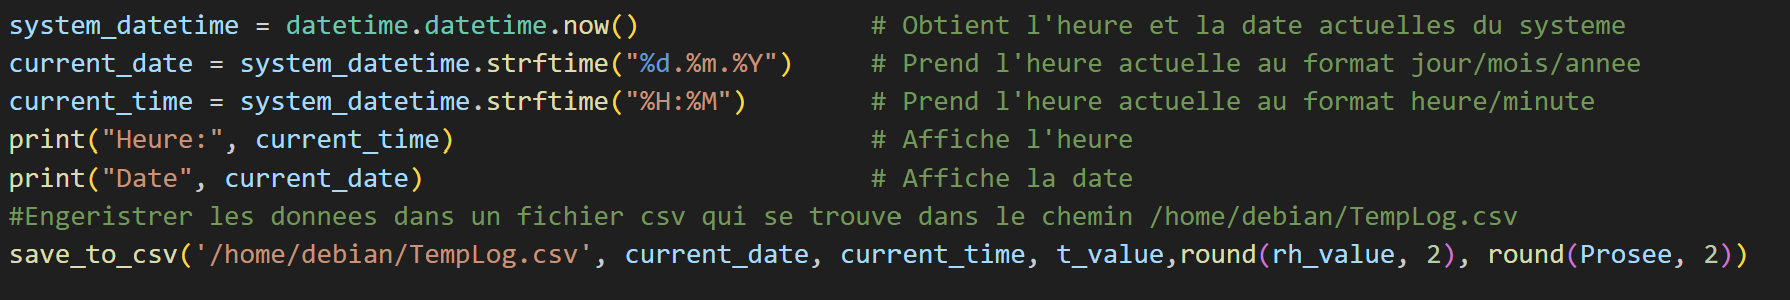 system_datetime = datetime.datetime.now() # Obtient l'heure et la date actuelles du systeme
current_date = system_datetime.strftime("%d.%m.%Y") # Prend l'heure actuelle au format jour/mois/annee
current_time = system_datetime.strftime("%H:%M") # Prend l'heure actuelle au format heure/minute
print("Heure:", current_time) # Affiche l'heure
print("Date", current_date) # Affiche la date
#Engeristrer les donnees dans un fichier csv qui se trouve dans le chemin /home/debian/TempLog.csv
save_to_csv('/home/debian/TempLog.csv', current_date, current_time, t_value,round(rh_value, 2), round(Prosee, 2))